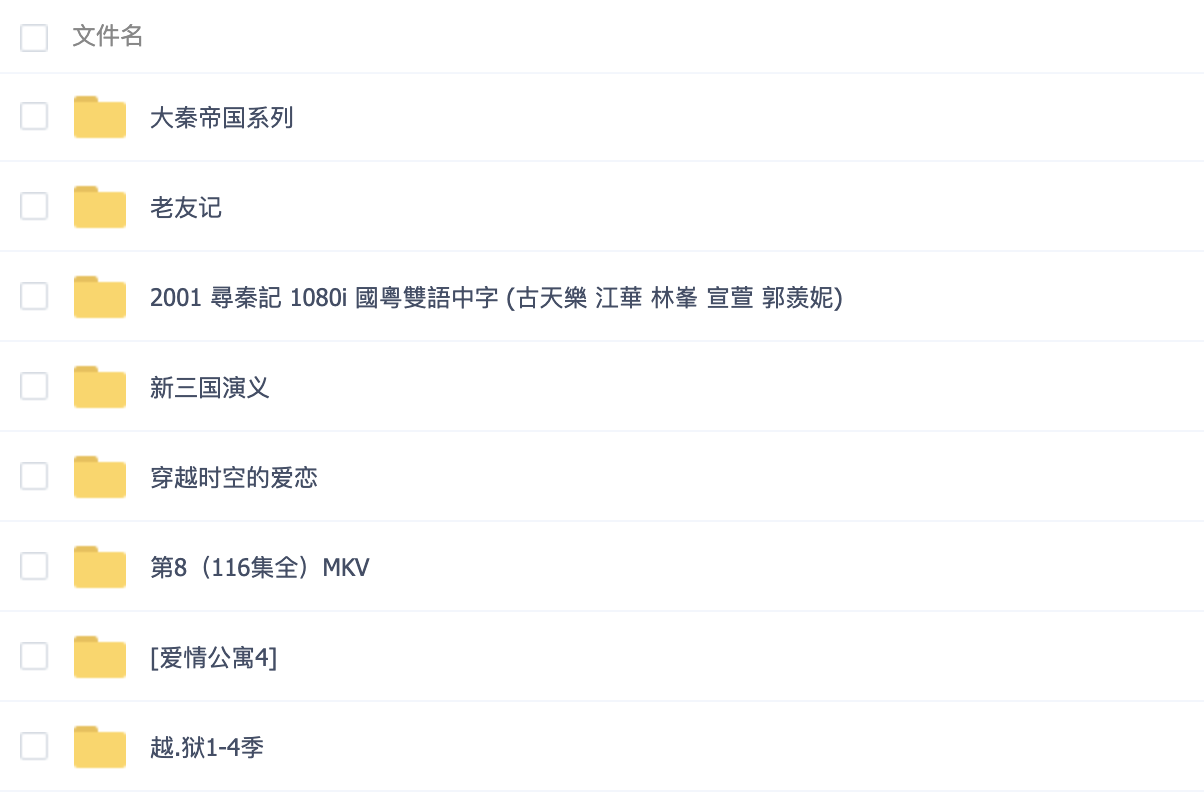 文件名
大秦帝国系列
老友记
2001 尋秦記 1080i 國粵雙語中字 (古天樂 江華 林峯 宣萱 郭羨妮)
新三国演义
穿越时空的爱恋
第8（116集全）MKV
[爱情公寓4]
越.狱1-4季